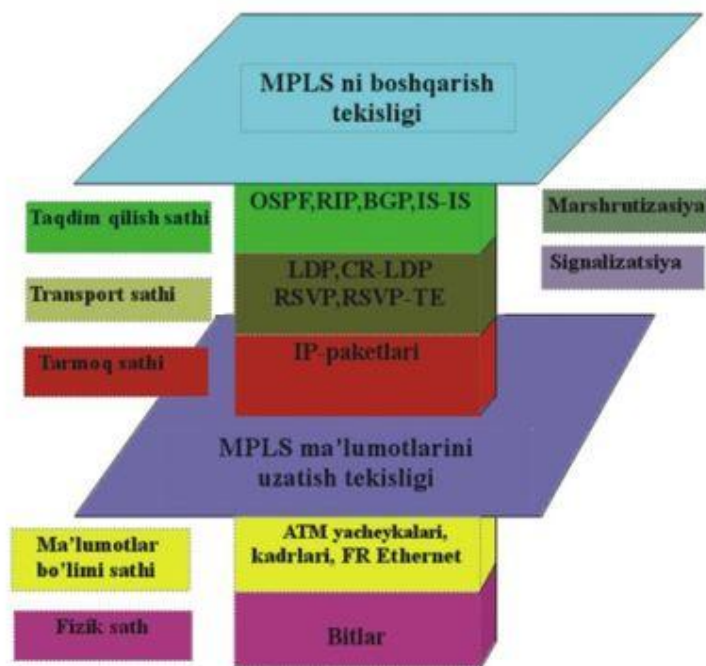 MPLS ni boshqarish
tekisligi
Taqdim qilish sathi
OSPF,RIP,BGP,IS-IS
Marshrutizasiya
Transport sathi
LDP,CR-LDP
RSVP,RSVP-TE
Signalizatsiya
Tarmoq sathi
IP-paketlari
MPLS ma’lumotlarini
uzatish tekisligi
Ma’lumotlar
bo’limi sathi
ATM yacheykalari,
kadrlari, FR Ethernet
Fizik sath
Bitlar